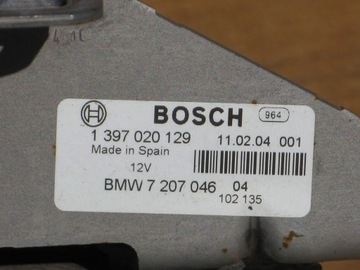 BOSCH 964
1 397 020 129 11.02.04 001
Made in Spain
12V
BMW 7 207 046 04
102 135